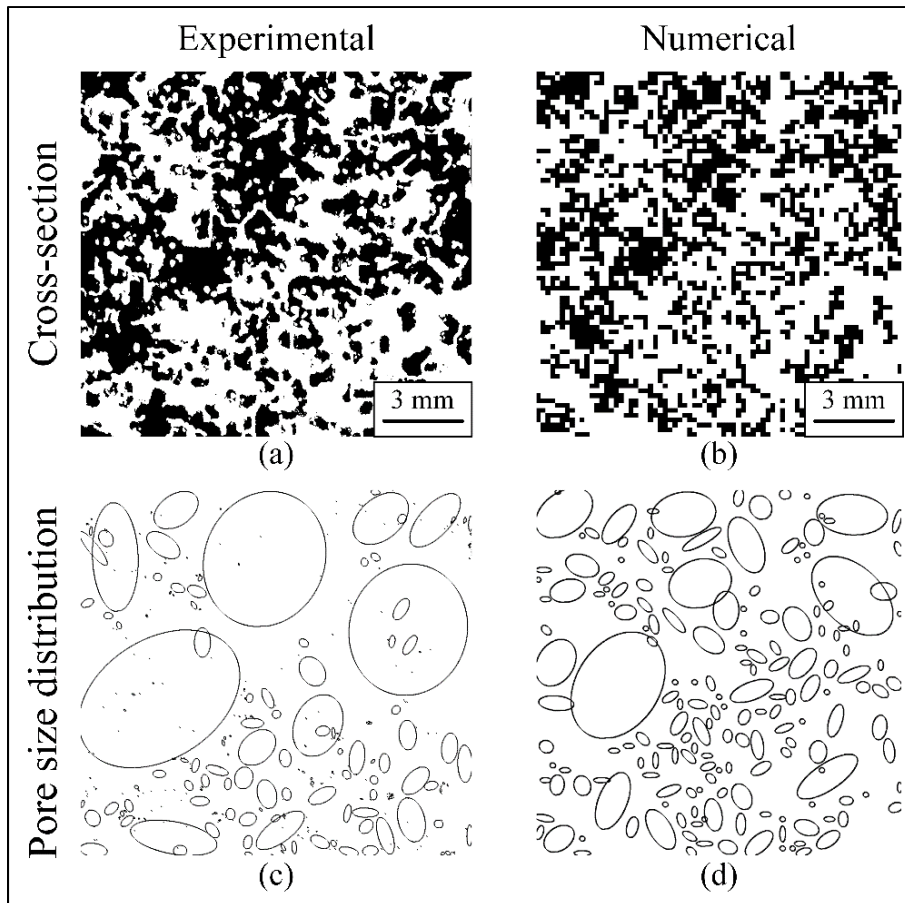 Experimental
Numerical
Cross-section
3 mm
3 mm
(a)
(b)
Pore size distribution
(c)
(d)